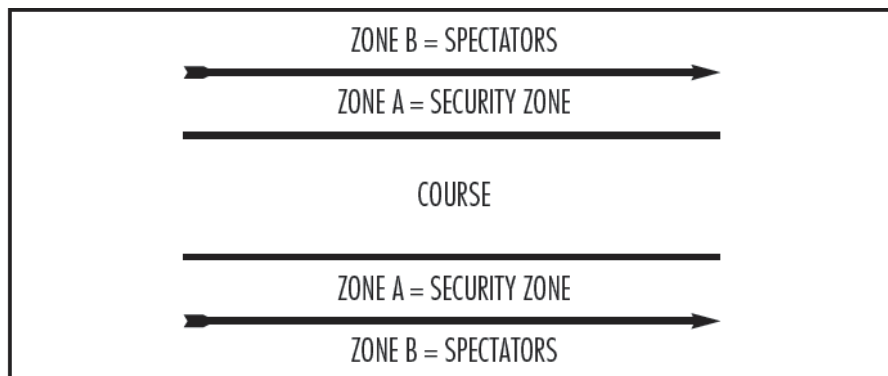 ZONE B = SPECTATORS
ZONE A = SECURITY ZONE
COURSE
ZONE A = SECURITY ZONE
ZONE B = SPECTATORS